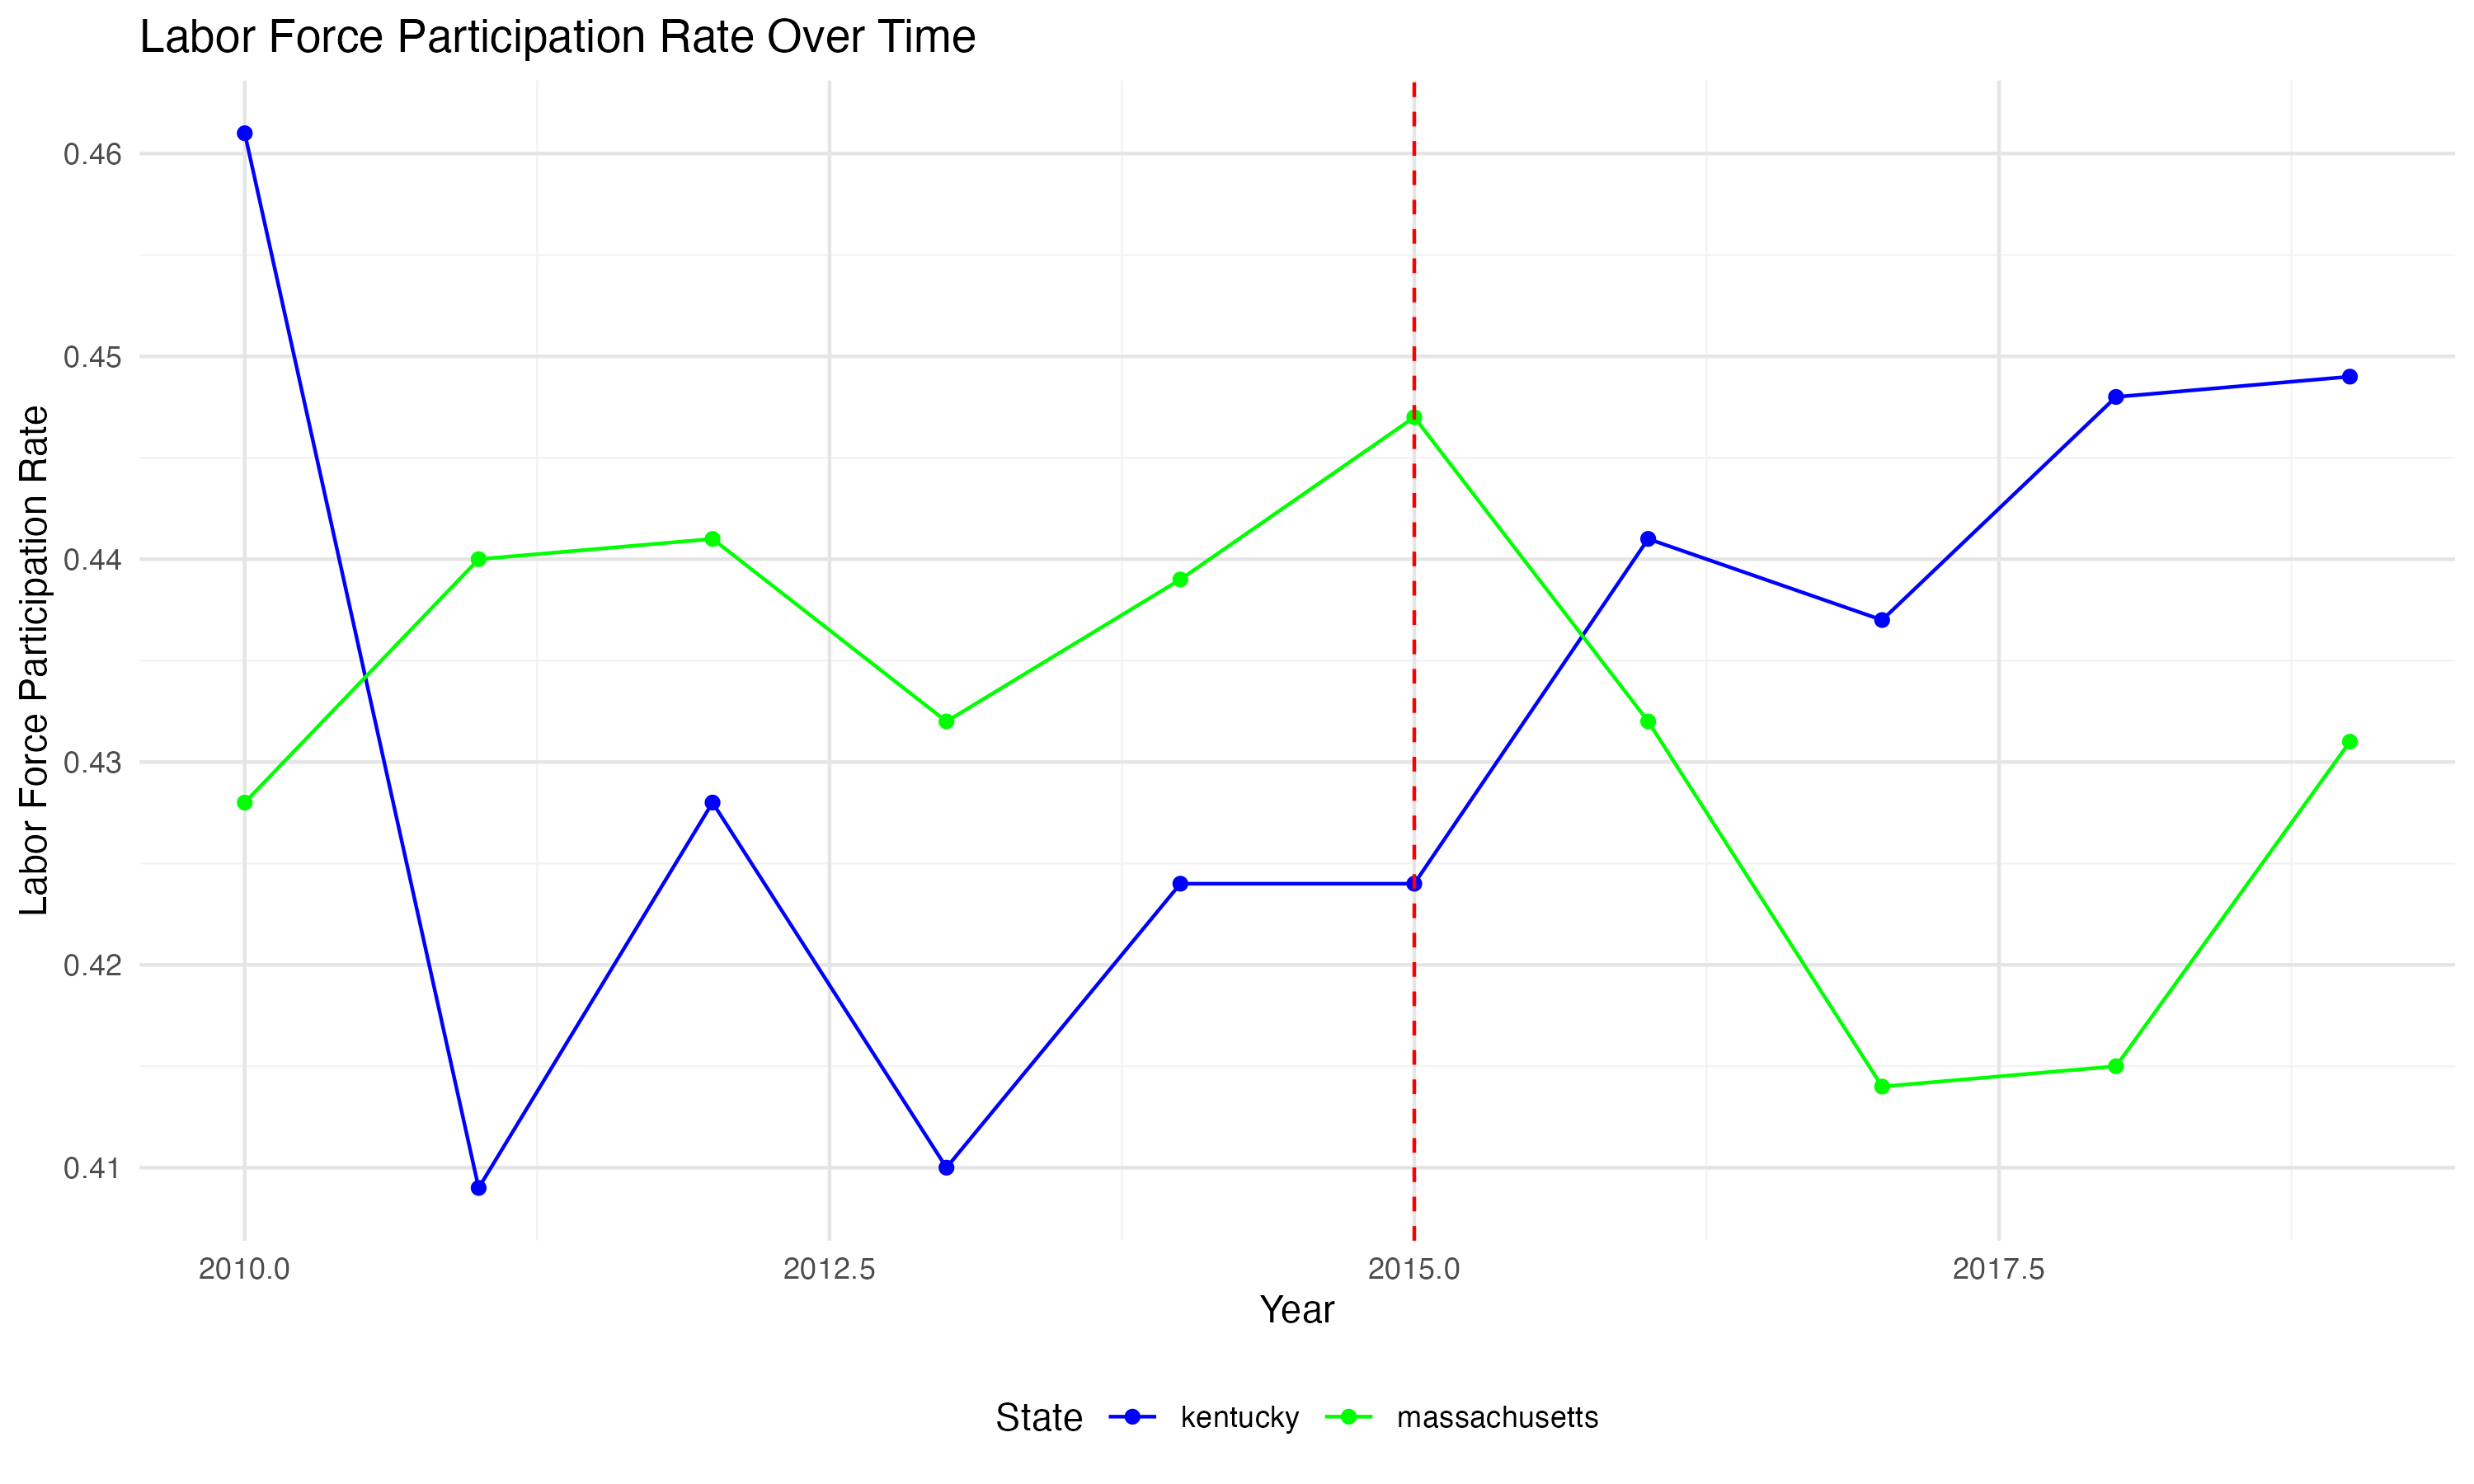 Labor Force Participation Rate Over Time
Labor Force Participation Rate
0.46
0.45
0.44
0.43
0.42
0.41
2010.0 2012.5 2015.0 2017.5
Year
State kentucky massachusetts